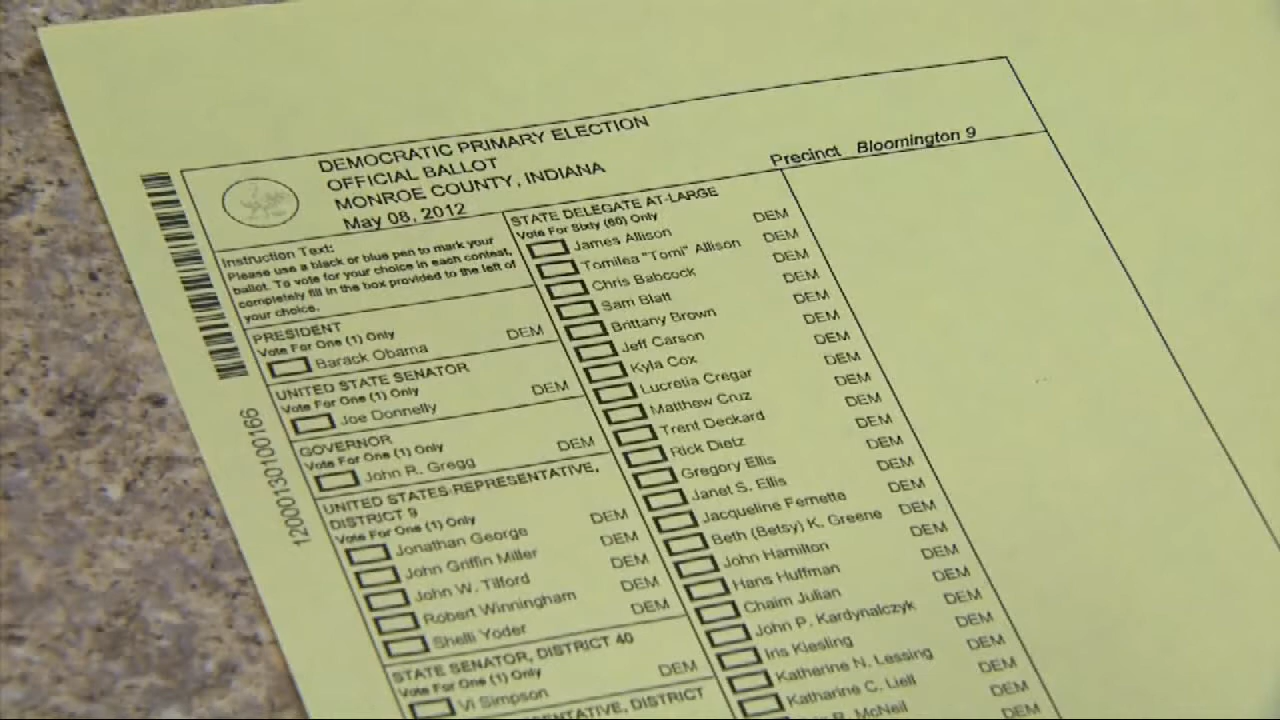 DEMOCRATIC PRIMARY ELECTION
OFFICIAL BALLOT
MONROE COUNTY, INDIANA
May 08, 2012
Precinct Bloomington 9
Instruction Text:
Please use a black or blue pen to mark your
ballot. To vote for your choice in each contest,
completely fill in the box provided to the left of
your choice.
PRESIDENT
Vote For One (1) Only
Barack Obama DEM
UNITED STATE SENATOR
Vote For One (1) Only
Joe Donnelly DEM
GOVERNOR
Vote For One (1) Only
John R. Gregg DEM
UNITED STATES REPRESENTATIVE,
DISTRICT 9
Vote For One (1) Only
Jonathan George DEM
John Griffin Miller DEM
John W. Tilford DEM
Robert Winningham DEM
Shelli Yoder DEM
STATE SENATOR, DISTRICT 40
Vote For One (1) Only
Vi Simpson DEM
DISTRICT
STATE DELEGATE AT-LARGE
Vote For Sixty (60) Only
James Allison DEM
Tomilea "Tomi" Allison DEM
Chris Babcock DEM
Sam Blatt DEM
Brittany Brown DEM
Jeff Carson DEM
Kyla Cox DEM
Lucretia Cregar DEM
Matthew Cruz DEM
Trent Deckard DEM
Rick Dietz DEM
Gregory Ellis DEM
Janet S. Ellis DEM
Jacqueline Fernette DEM
Beth (Betsy) K. Greene DEM
John Hamilton DEM
Hans Huffman DEM
Chaim Julian DEM
John P. Kardynalczyk DEM
Iris Kiesling DEM
Katherine N. Lessing DEM
Katharine C. Liell DEM
R. McNeil DEM
DEM
12000130100166